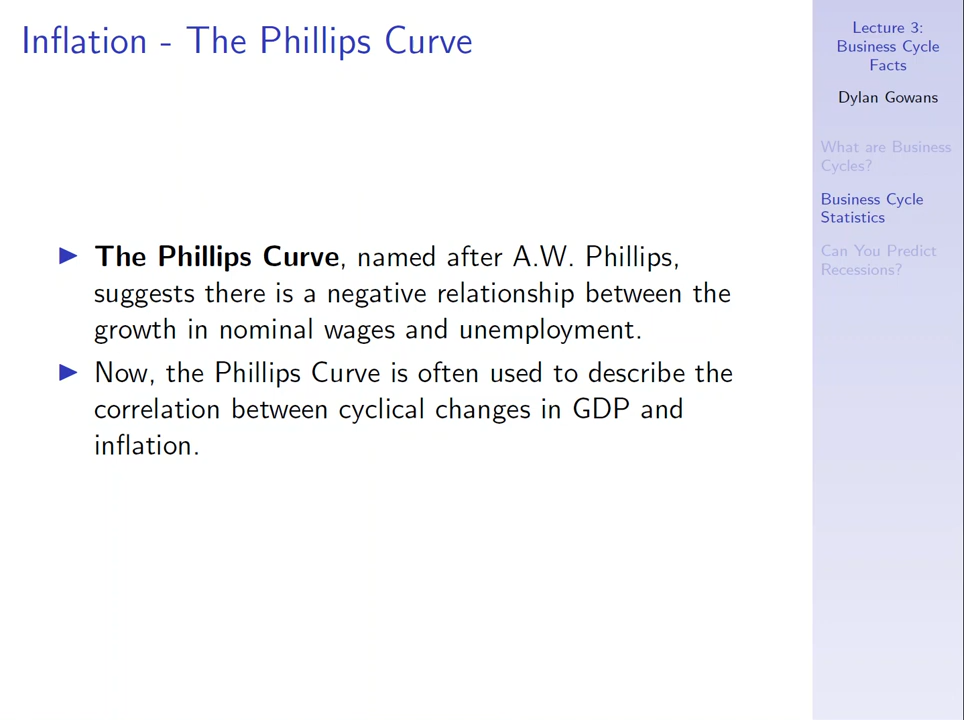 Inflation - The Phillips Curve
▶ The Phillips Curve, named after A.W. Phillips,
suggests there is a negative relationship between the
growth in nominal wages and unemployment.
▶ Now, the Phillips Curve is often used to describe the
correlation between cyclical changes in GDP and
inflation.
Lecture 3:
Business Cycle
Facts
Dylan Gowans
What are Business
Cycles?
Business Cycle
Statistics
Can You Predict
Recessions?